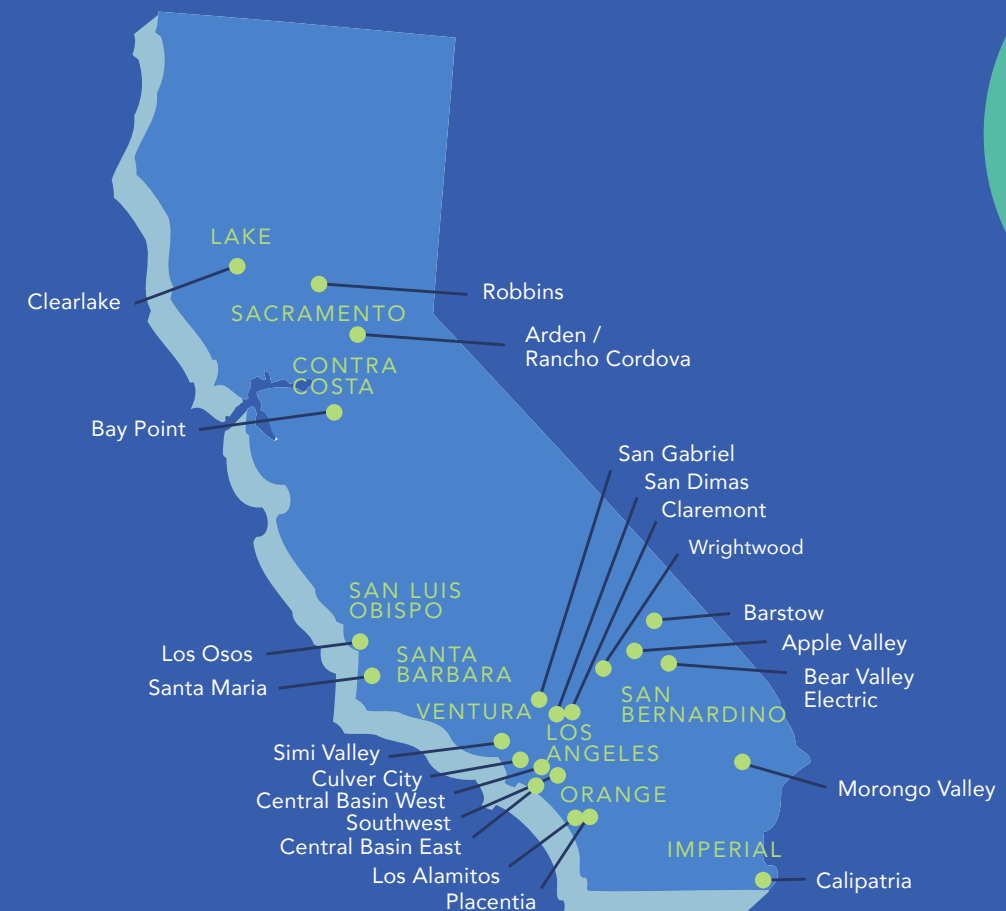 LAKE
Clearlake
Robbins
SACRAMENTO
Arden /
Rancho Cordova
CONTRA
COSTA
Bay Point
San Gabriel
San Dimas
Claremont
Wrightwood
SAN LUIS
OBISPO
Barstow
Los Osos
Apple Valley
SANTA
BARBARA
Santa Maria
Bear Valley
Electric
SAN
BERNARDINO
VENTURA
LOS
ANGELES
Simi Valley
Culver City
Central Basin West
Southwest
Central Basin East
ORANGE
Morongo Valley
IMPERIAL
Los Alamitos
Placentia
Calipatria